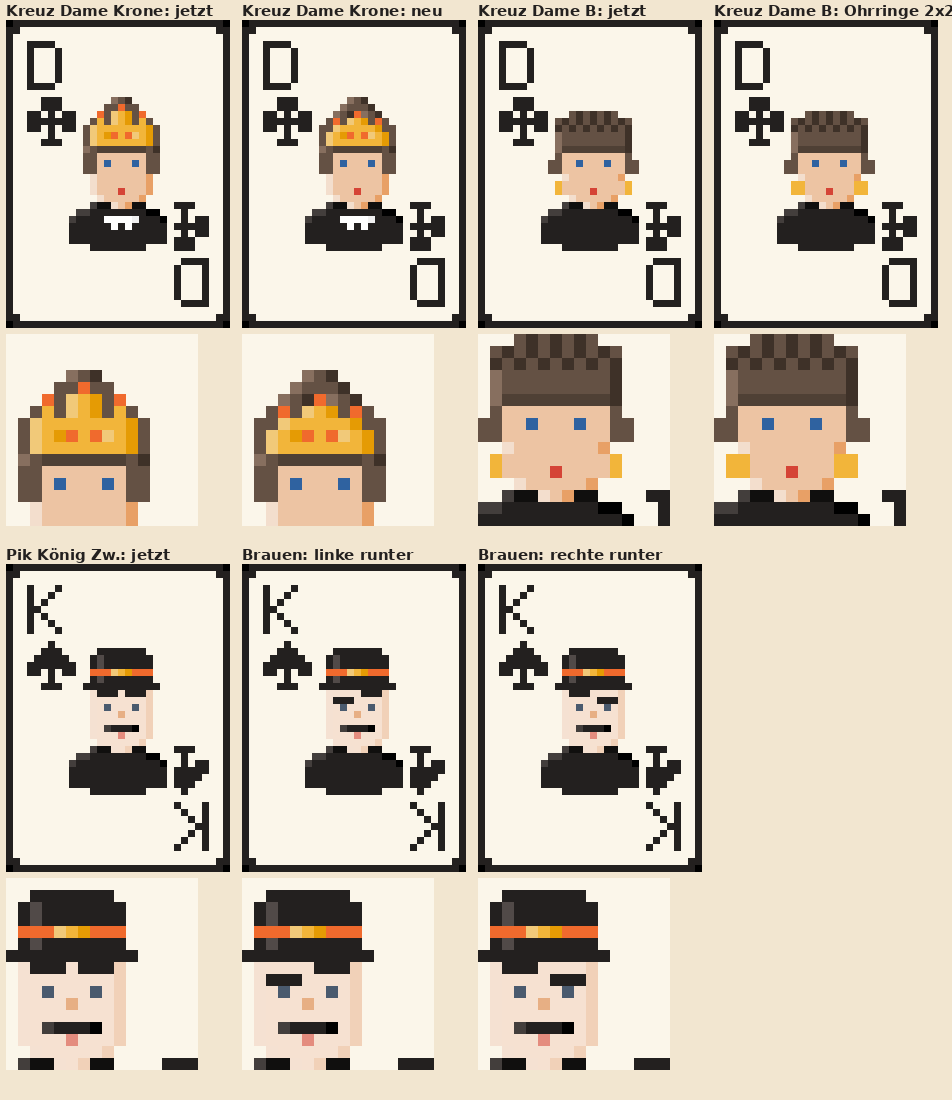 Kreuz Dame Krone: jetzt
Kreuz Dame Krone: neu
Kreuz Dame B: jetzt
Kreuz Dame B: Ohrringe 2x2
D
D
D
D
D
D
D
D
Pik König Zw.: jetzt
Brauen: linke runter
Brauen: rechte runter
K
K
K
K
K
K